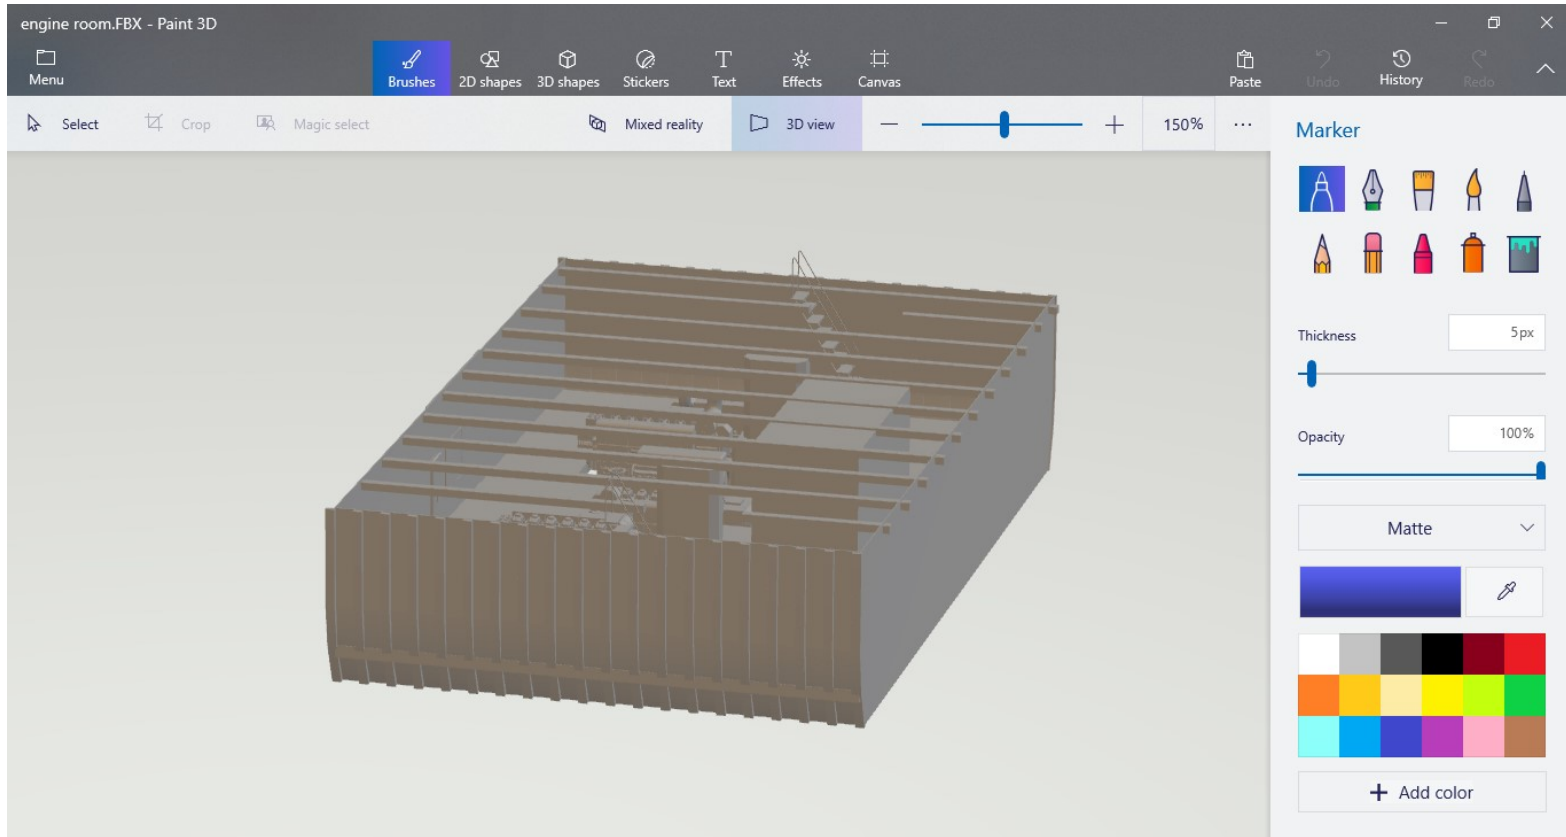 engine room.FBX - Paint 3D
Menu
Brushes
2D shapes
3D shapes
Stickers
Text
Effects
Canvas
Paste
Undo
History
Redo
Select
Crop
Magic select
Mixed reality
3D view
150%
Marker
Thickness
5px
Opacity
100%
Matte
Add color